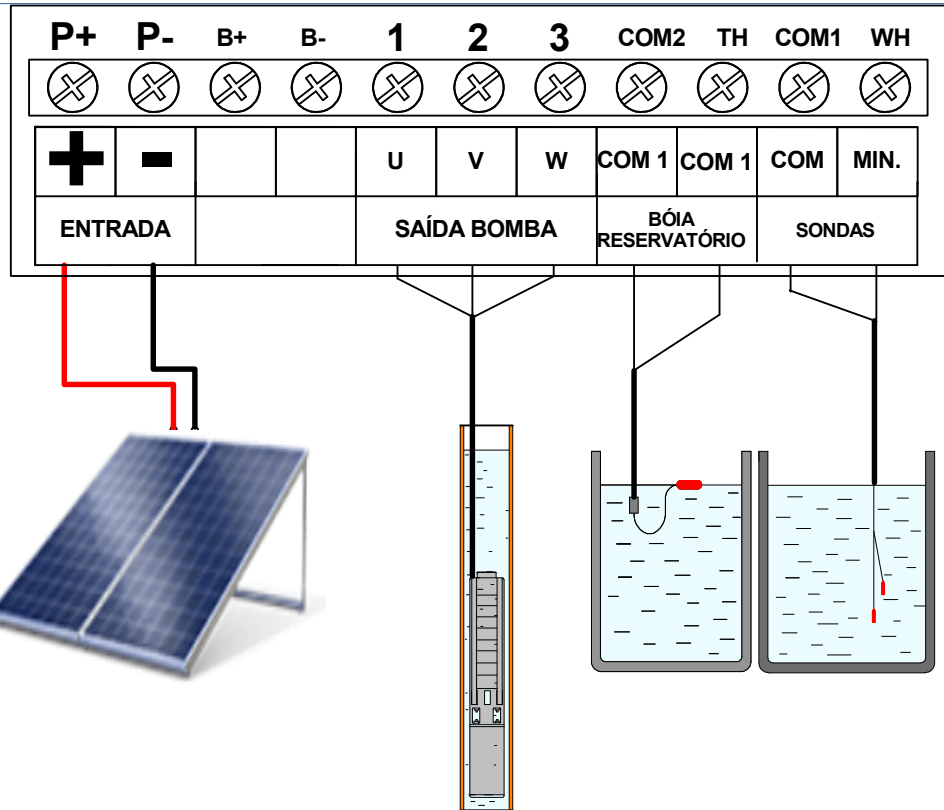 P+ P- B+ B- 1 2 3 COM2 TH COM1 WH
+ - U V W COM 1 COM 1 COM MIN.
ENTRADA SAÍDA BOMBA BÓIA RESERVATÓRIO SONDAS